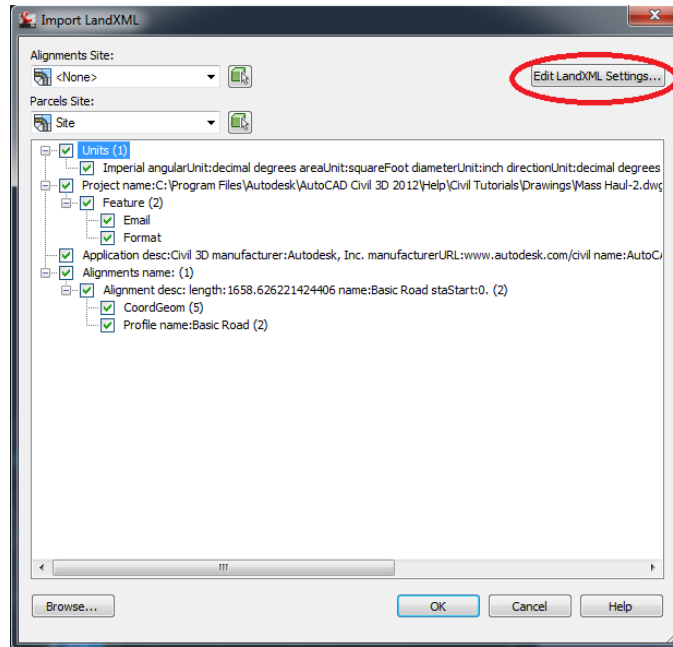 Import LandXML
Alignments Site:
<None>
Edit LandXML Settings...
Parcels Site:
Site
Units (1)
Imperial angularUnit:decimal degrees areaUnit:squareFoot diameterUnit:inch directionUnit:decimal degrees
Project name:C:\Program Files\Autodesk\AutoCAD Civil 3D 2012\Help\Civil Tutorials\Drawings\Mass Haul-2.dwg
Feature (2)
Email
Format
Application desc:Civil 3D manufacturer:Autodesk, Inc. manufacturerURL:www.autodesk.com/civil name:AutoCA
Alignments name: (1)
Alignment desc: length:1658.626221424406 name:Basic Road staStart:0. (2)
CoordGeom (5)
Profile name:Basic Road (2)
Browse...
OK
Cancel
Help